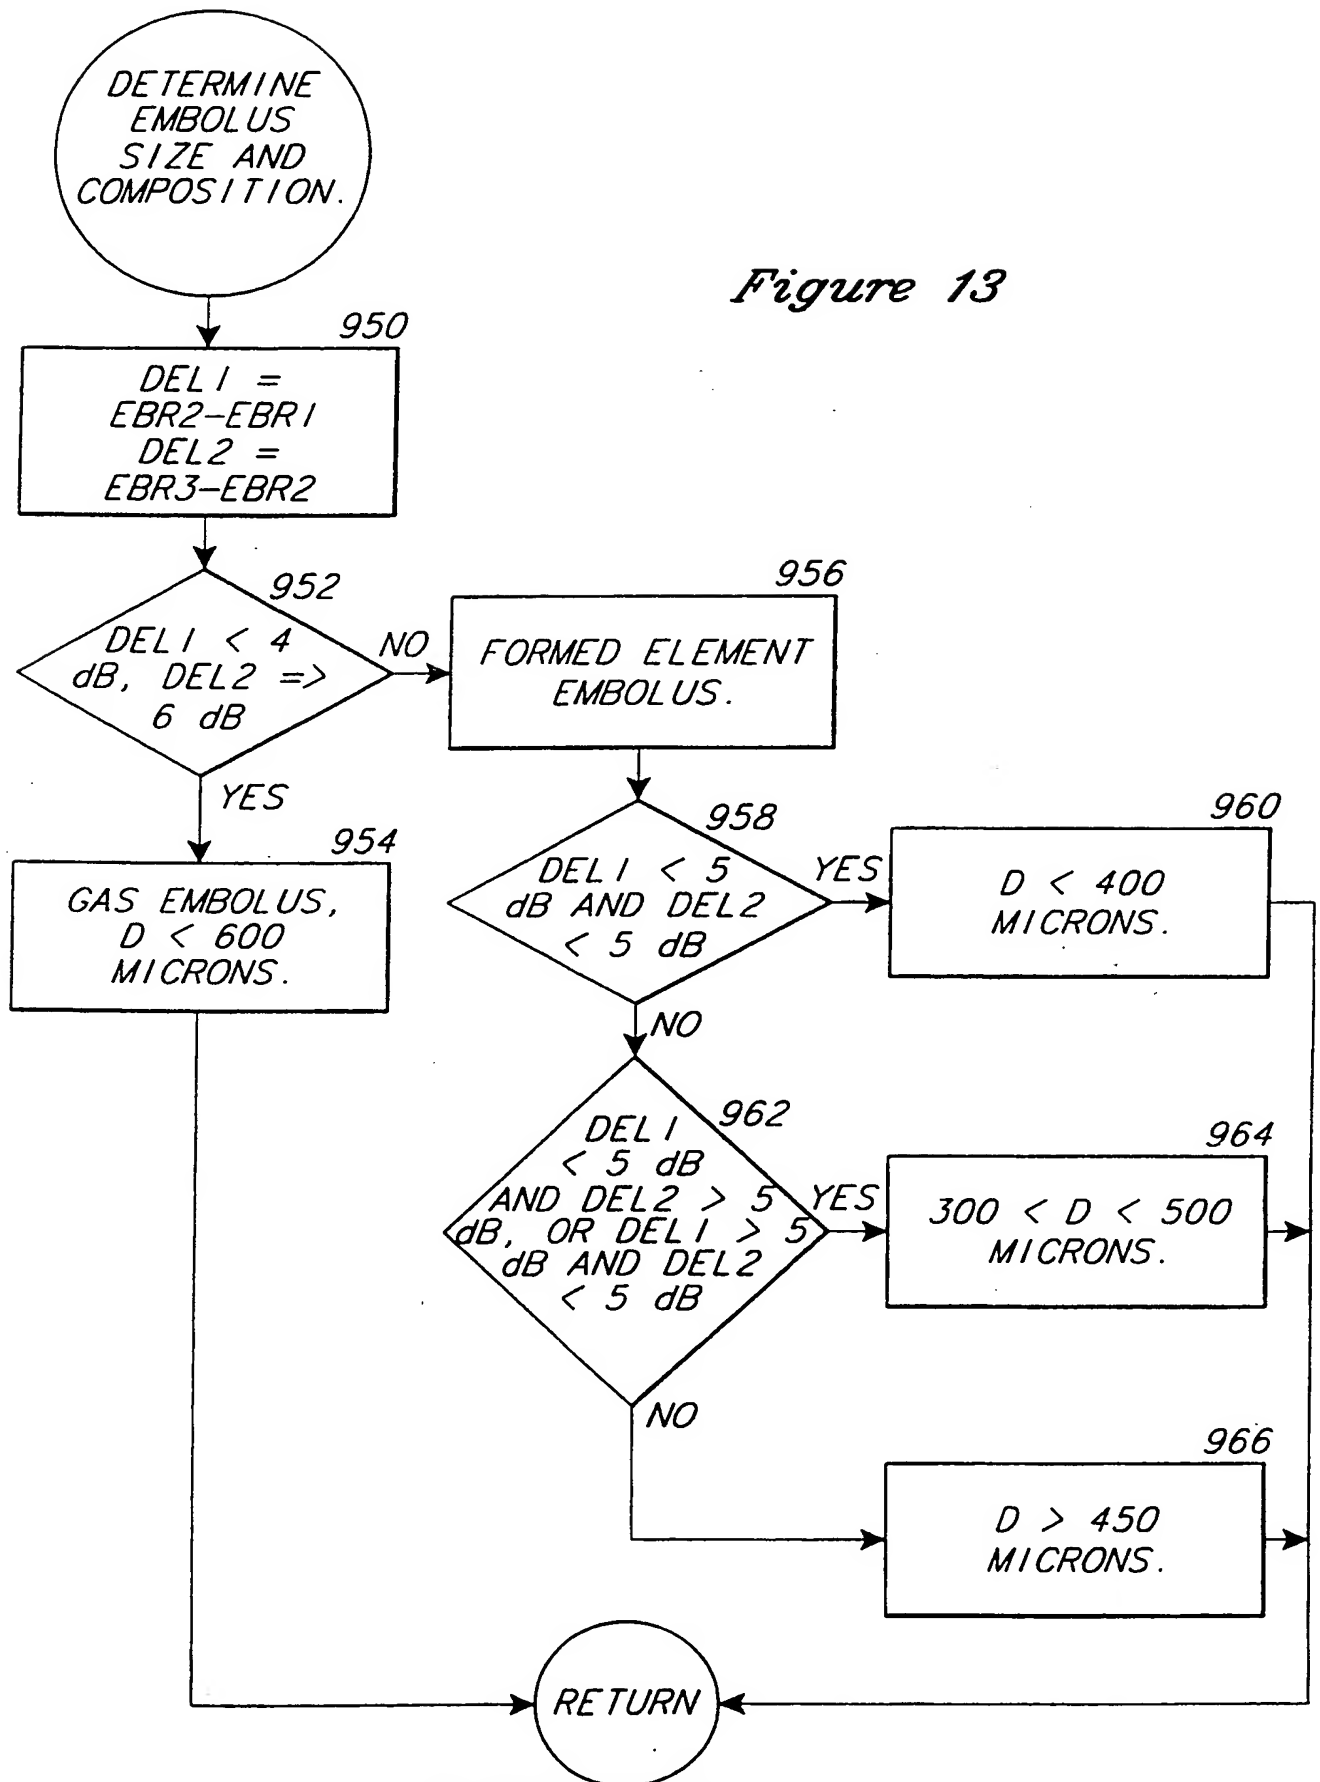 DETERMINE
EMBOLUS
SIZE AND
COMPOSITION.
Figure 13
950
DEL1 =
EBR2-EBR1
DEL2 =
EBR3-EBR2
952
DEL1 < 4
dB, DEL2 =>
6 dB
NO
YES
956
FORMED ELEMENT
EMBOLUS.
954
GAS EMBOLUS,
D < 600
MICRONS.
958
DEL1 < 5
dB AND DEL2
< 5 dB
YES
NO
960
D < 400
MICRONS.
962
DEL1
< 5 dB
AND DEL2 > 5
dB, OR DEL1 > 5
dB AND DEL2
< 5 dB
YES
NO
964
300 < D < 500
MICRONS.
966
D > 450
MICRONS.
RETURN